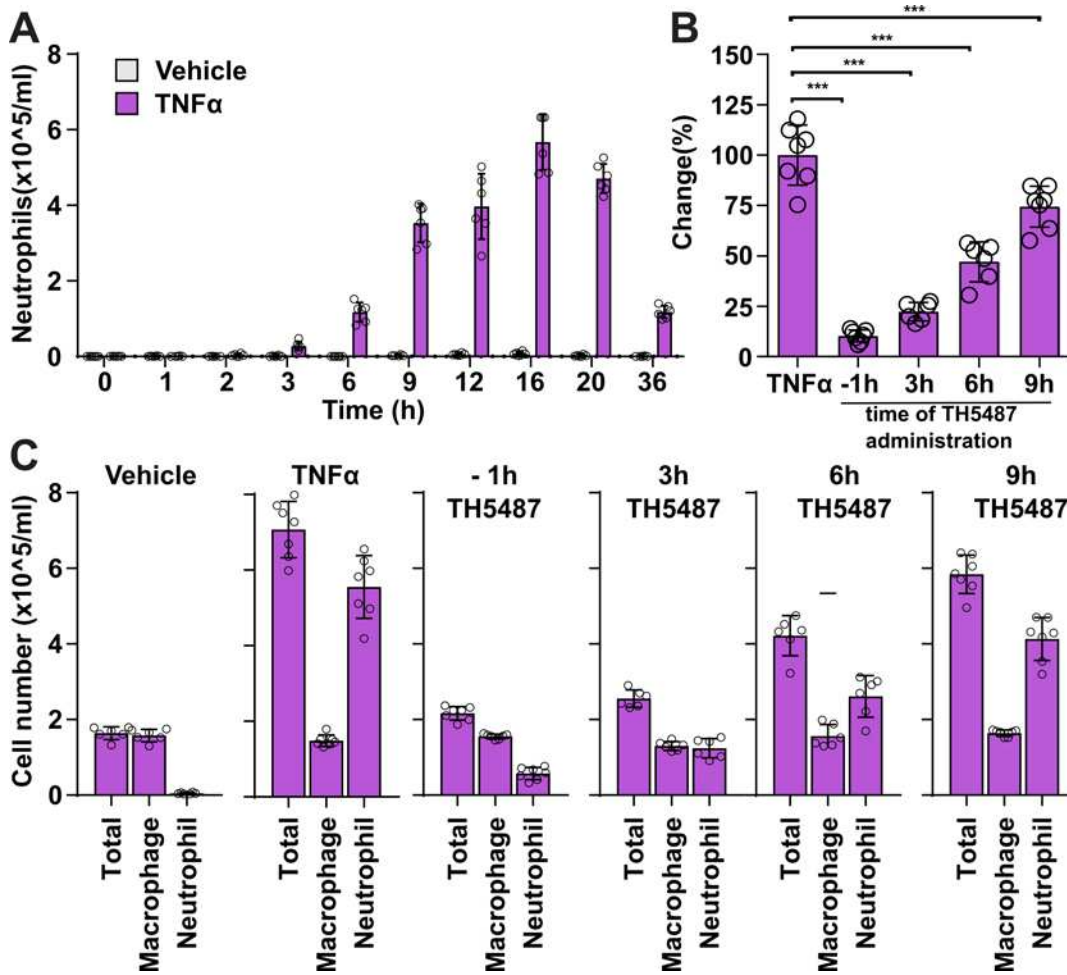 A
Neutrophils(x10^5/ml)
8
6
4
2
0
Vehicle
TNFα
0 1 2 3 6 9 12 16 20 36
Time (h)
B
Change(%)
150
125
100
75
50
25
0
***
***
***
***
TNFα -1h 3h 6h 9h
time of TH5487
administration
C
Cell number (x10^5/ml)
8
6
4
2
0
Vehicle
Total
Macrophage
Neutrophil
TNFα
Total
Macrophage
Neutrophil
- 1h
TH5487
Total
Macrophage
Neutrophil
3h
TH5487
Total
Macrophage
Neutrophil
6h
TH5487
Total
Macrophage
Neutrophil
9h
TH5487
Total
Macrophage
Neutrophil